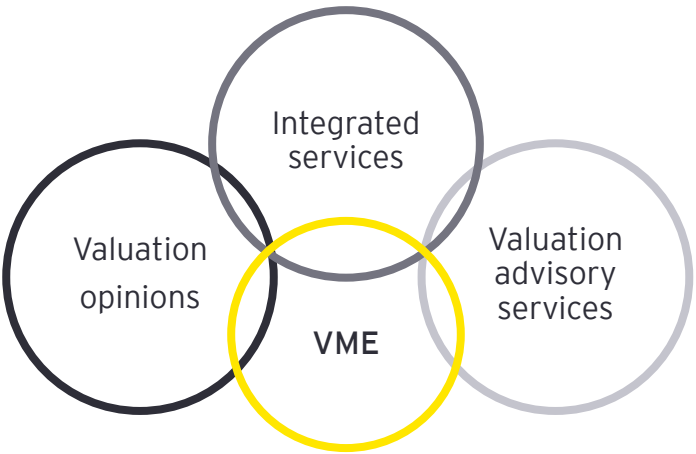 Integrated
services
Valuation
opinions
Valuation
advisory
services
VME